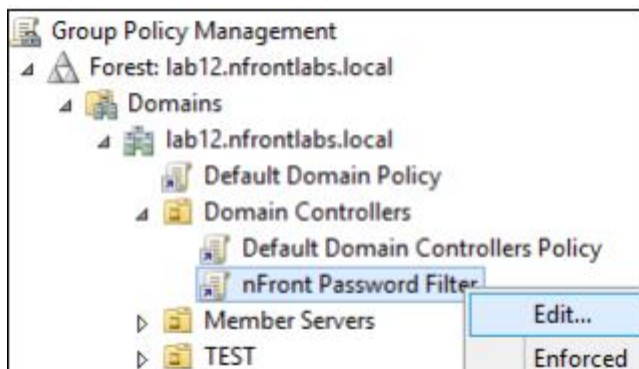 Group Policy Management
Forest: lab12.nfrontlabs.local
Domains
lab12.nfrontlabs.local
Default Domain Policy
Domain Controllers
Default Domain Controllers Policy
nFront Password Filter
Edit...
Member Servers
TEST
Enforced